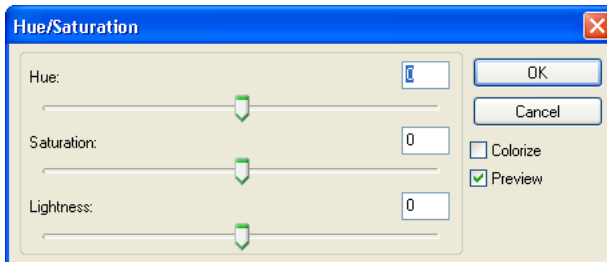 Hue/Saturation
Hue:
0
OK
Cancel
Saturation:
0
Colorize
Preview
Lightness:
0